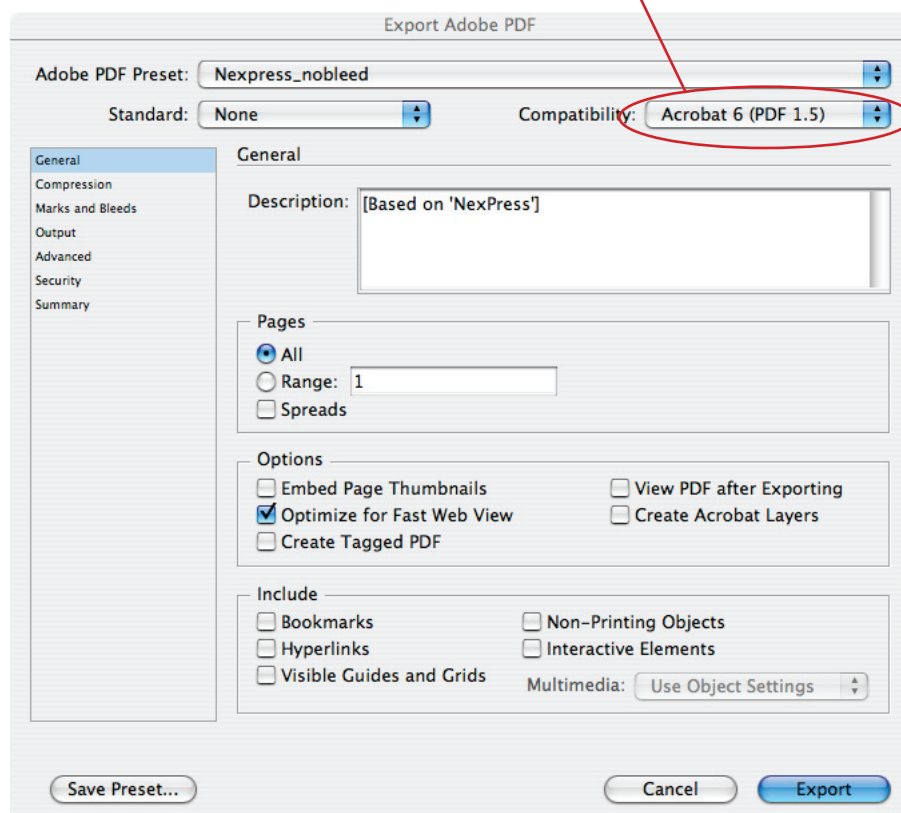 Export Adobe PDF
Adobe PDF Preset: Nexpress_nobleed
Standard: None Compatibility: Acrobat 6 (PDF 1.5)
General
Compression
Marks and Bleeds
Output
Advanced
Security
Summary
General
Description: [Based on 'NexPress']
Pages
All
Range: 1
Spreads
Options
Embed Page Thumbnails View PDF after Exporting
Optimize for Fast Web View Create Acrobat Layers
Create Tagged PDF
Include
Bookmarks Non-Printing Objects
Hyperlinks Interactive Elements
Visible Guides and Grids Multimedia: Use Object Settings
Save Preset... Cancel Export